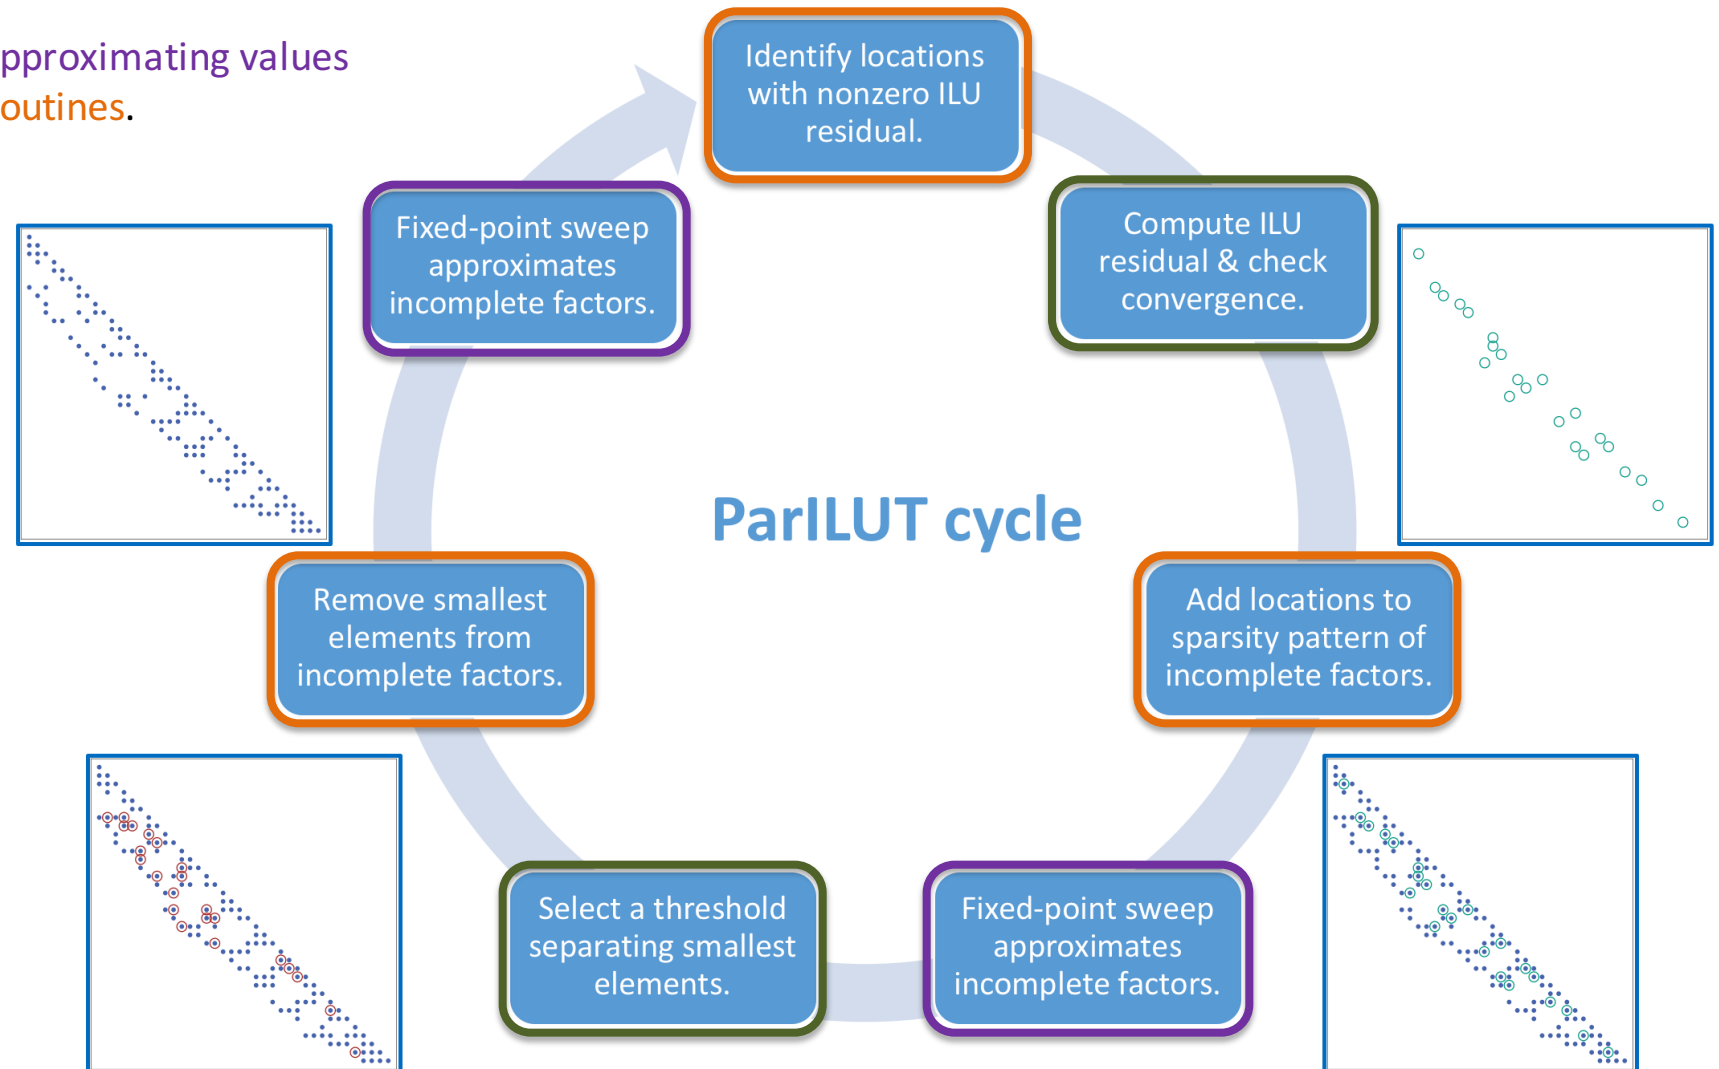 pproximating values
outines.
Identify locations
with nonzero ILU
residual.
Fixed-point sweep
approximates
incomplete factors.
Compute ILU
residual & check
convergence.
ParILUT cycle
Remove smallest
elements from
incomplete factors.
Add locations to
sparsity pattern of
incomplete factors.
Select a threshold
separating smallest
elements.
Fixed-point sweep
approximates
incomplete factors.